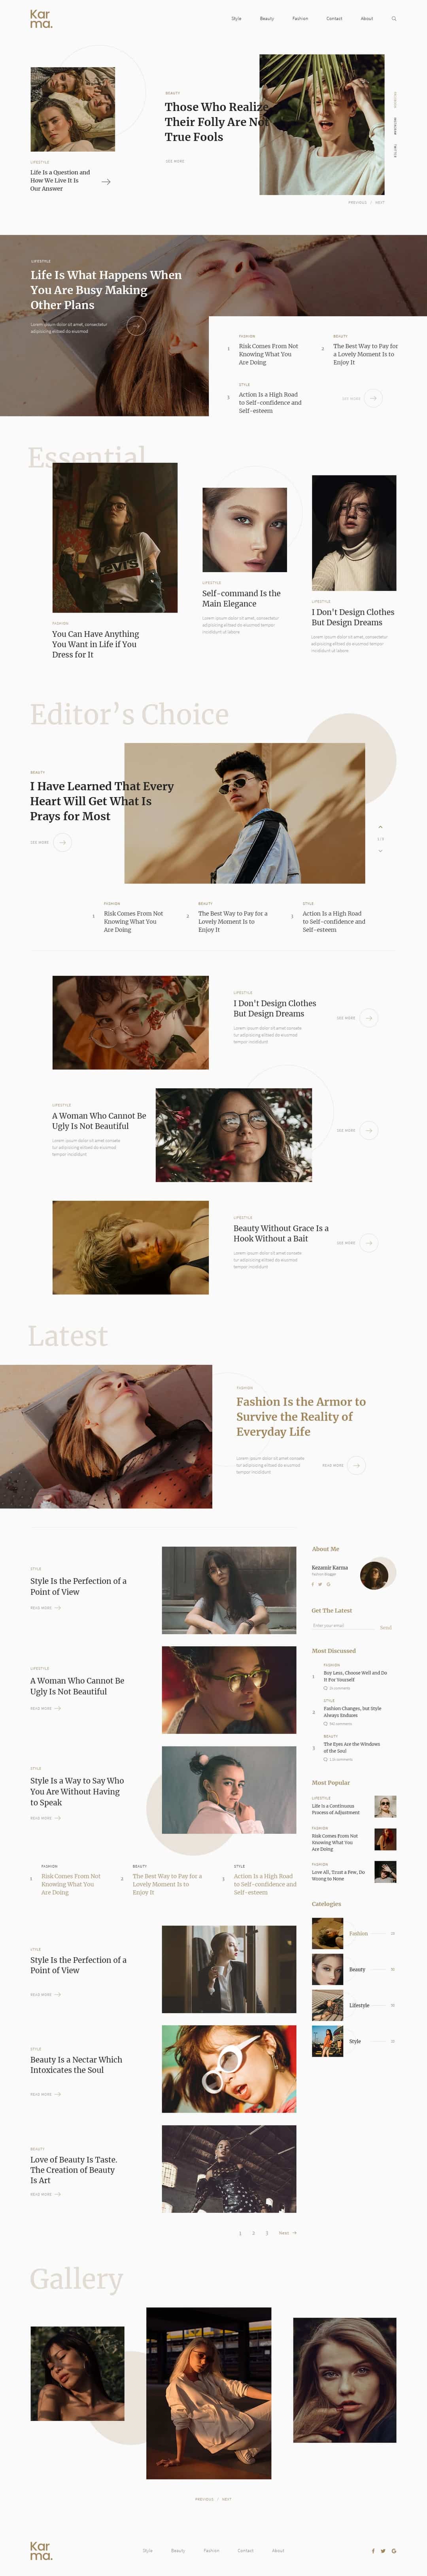 Kar
ma.
Style
Beauty
Fashion
Contact
About
LIFESTYLE
Life Is a Question and
How We Live It Is
Our Answer
BEAUTY
Those Who Realize
Their Folly Are Not
True Fools
SEE MORE
PREVIOUS / NEXT
LIFESTYLE
Life Is What Happens When
You Are Busy Making
Other Plans
Lorem ipsum dolor sit amet, consectetur
adipisicing elitsed do eiusmod
FASHION
1
Risk Comes From Not
Knowing What You
Are Doing
BEAUTY
2
The Best Way to Pay for
a Lovely Moment Is to
Enjoy It
STYLE
3
Action Is a High Road
to Self-confidence and
Self-esteem
SEE MORE
Essential
LEVI'S
FASHION
You Can Have Anything
You Want in Life if You
Dress for It
LIFESTYLE
Self-command Is the
Main Elegance
Lorem ipsum dolor sit amet, consectetur
adipisicing elitsed do eiusmod tempor
incididunt ut labore
LIFESTYLE
I Don't Design Clothes
But Design Dreams
Lorem ipsum dolor sit amet, consectetur
adipisicing elitsed do eiusmod tempor
incididunt ut labore
Editor's Choice
BEAUTY
I Have Learned That Every
Heart Will Get What Is
Prays for Most
SEE MORE
1/5
FASHION
1
Risk Comes From Not
Knowing What You
Are Doing
BEAUTY
2
The Best Way to Pay for a
Lovely Moment Is to
Enjoy It
STYLE
3
Action Is a High Road
to Self-confidence and
Self-esteem
LIFESTYLE
I Don't Design Clothes
But Design Dreams
Lorem ipsum dolor sit amet consete
tur adipisicing elitsed do eiusmod
tempor incididunt
SEE MORE
LIFESTYLE
A Woman Who Cannot Be
Ugly Is Not Beautiful
Lorem ipsum dolor sit amet consete
tur adipisicing elitsed do eiusmod
tempor incididunt
SEE MORE
LIFESTYLE
Beauty Without Grace Is a
Hook Without a Bait
Lorem ipsum dolor sit amet consete
tur adipisicing elitsed do eiusmod
tempor incididunt
SEE MORE
Latest
FASHION
Fashion Is the Armor to
Survive the Reality of
Everyday Life
Lorem ipsum dolor sit amet consete
tur adipisicing elitsed do eiusmod
tempor incididunt
READ MORE
STYLE
Style Is the Perfection of a
Point of View
READ MORE
LIFESTYLE
A Woman Who Cannot Be
Ugly Is Not Beautiful
READ MORE
STYLE
Style Is a Way to Say Who
You Are Without Having
to Speak
READ MORE
FASHION
1
Risk Comes From Not
Knowing What You
Are Doing
BEAUTY
2
The Best Way to Pay for a
Lovely Moment Is to
Enjoy It
STYLE
3
Action Is a High Road
to Self-confidence and
Self-esteem
STYLE
Style Is the Perfection of a
Point of View
READ MORE
STYLE
Beauty Is a Nectar Which
Intoxicates the Soul
READ MORE
BEAUTY
Love of Beauty Is Taste.
The Creation of Beauty
Is Art
READ MORE
1
2
3
Next
About Me
Kezamir Karma
Fashion Blogger
Get The Latest
Enter your email
Send
Most Discussed
FASHION
1
Buy Less, Choose Well and Do
It For Yourself
STYLE
2
Fashion Changes, but Style
Always Endures
BEAUTY
3
The Eyes Are the Windows
of the Soul
Most Popular
LIFESTYLE
Life is a Continuous
Process of Adjustment
FASHION
Risk Comes From Not
Knowing What You
Are Doing
FASHION
Love All, Trust a Few, Do
Wrong to None
Catelogies
Fashion
Beauty
Lifestyle
Style
Gallery
PREVIOUS / NEXT
Kar
ma.
Style
Beauty
Fashion
Contact
About